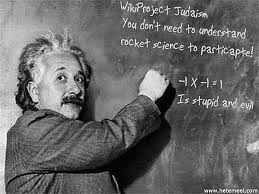 WikiProject Judaism
You don't need to understand
rocket science to particapte!
-1 X -1 = 1
Is stupid and evil
www.hetemeel.com